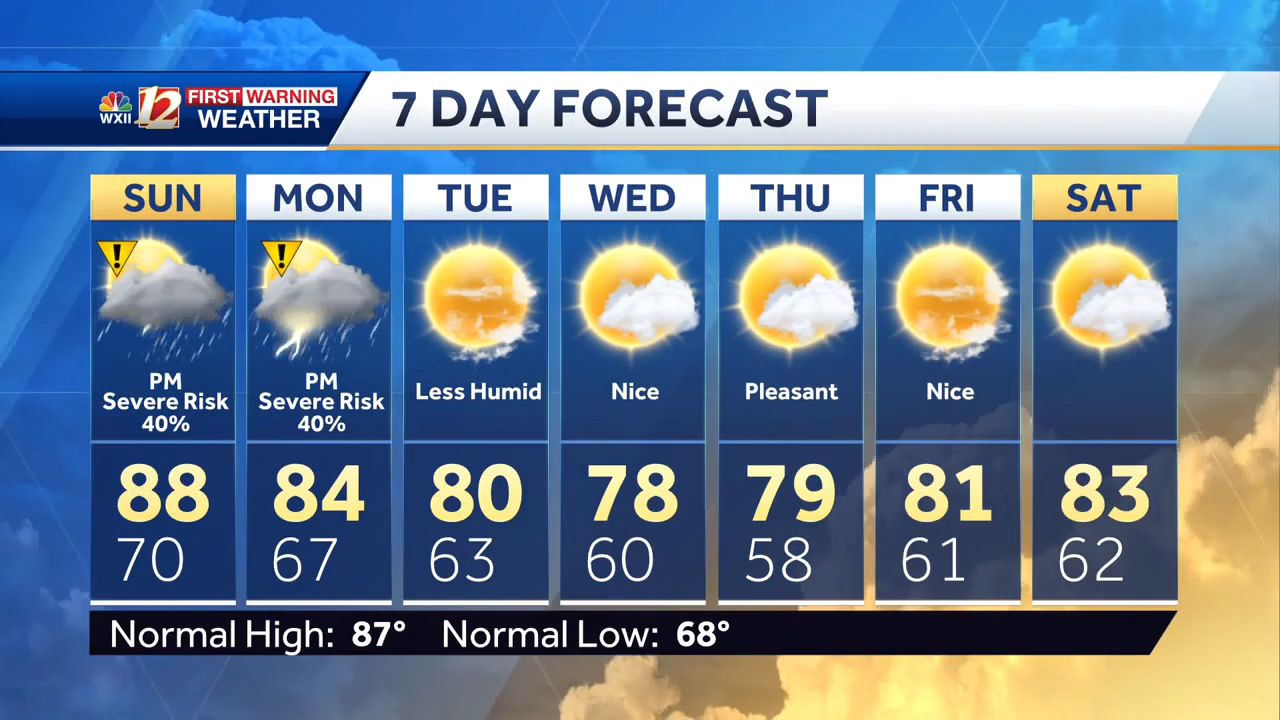 WXII 12 FIRST WARNING WEATHER
7 DAY FORECAST
SUN MON TUE WED THU FRI SAT
! !
PM
Severe Risk
40%
PM
Severe Risk
40%
Less Humid
Nice
Pleasant
Nice
88 84 80 78 79 81 83
70 67 63 60 58 61 62
Normal High: 87° Normal Low: 68°